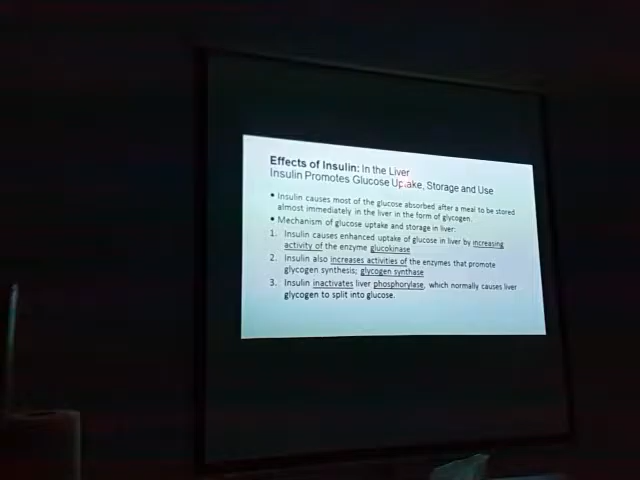 Effects of Insulin: In the Liver
Insulin Promotes Glucose Uptake, Storage and Use
• Insulin causes most of the glucose absorbed after a meal to be stored
almost immediately in the liver in the form of glycogen.
• Mechanism of glucose uptake and storage in liver:
1. Insulin causes enhanced uptake of glucose in liver by increasing
activity of the enzyme glucokinase
2. Insulin also increases activities of the enzymes that promote
glycogen synthesis; glycogen synthase
3. Insulin inactivates liver phosphorylase, which normally causes liver
glycogen to split into glucose.